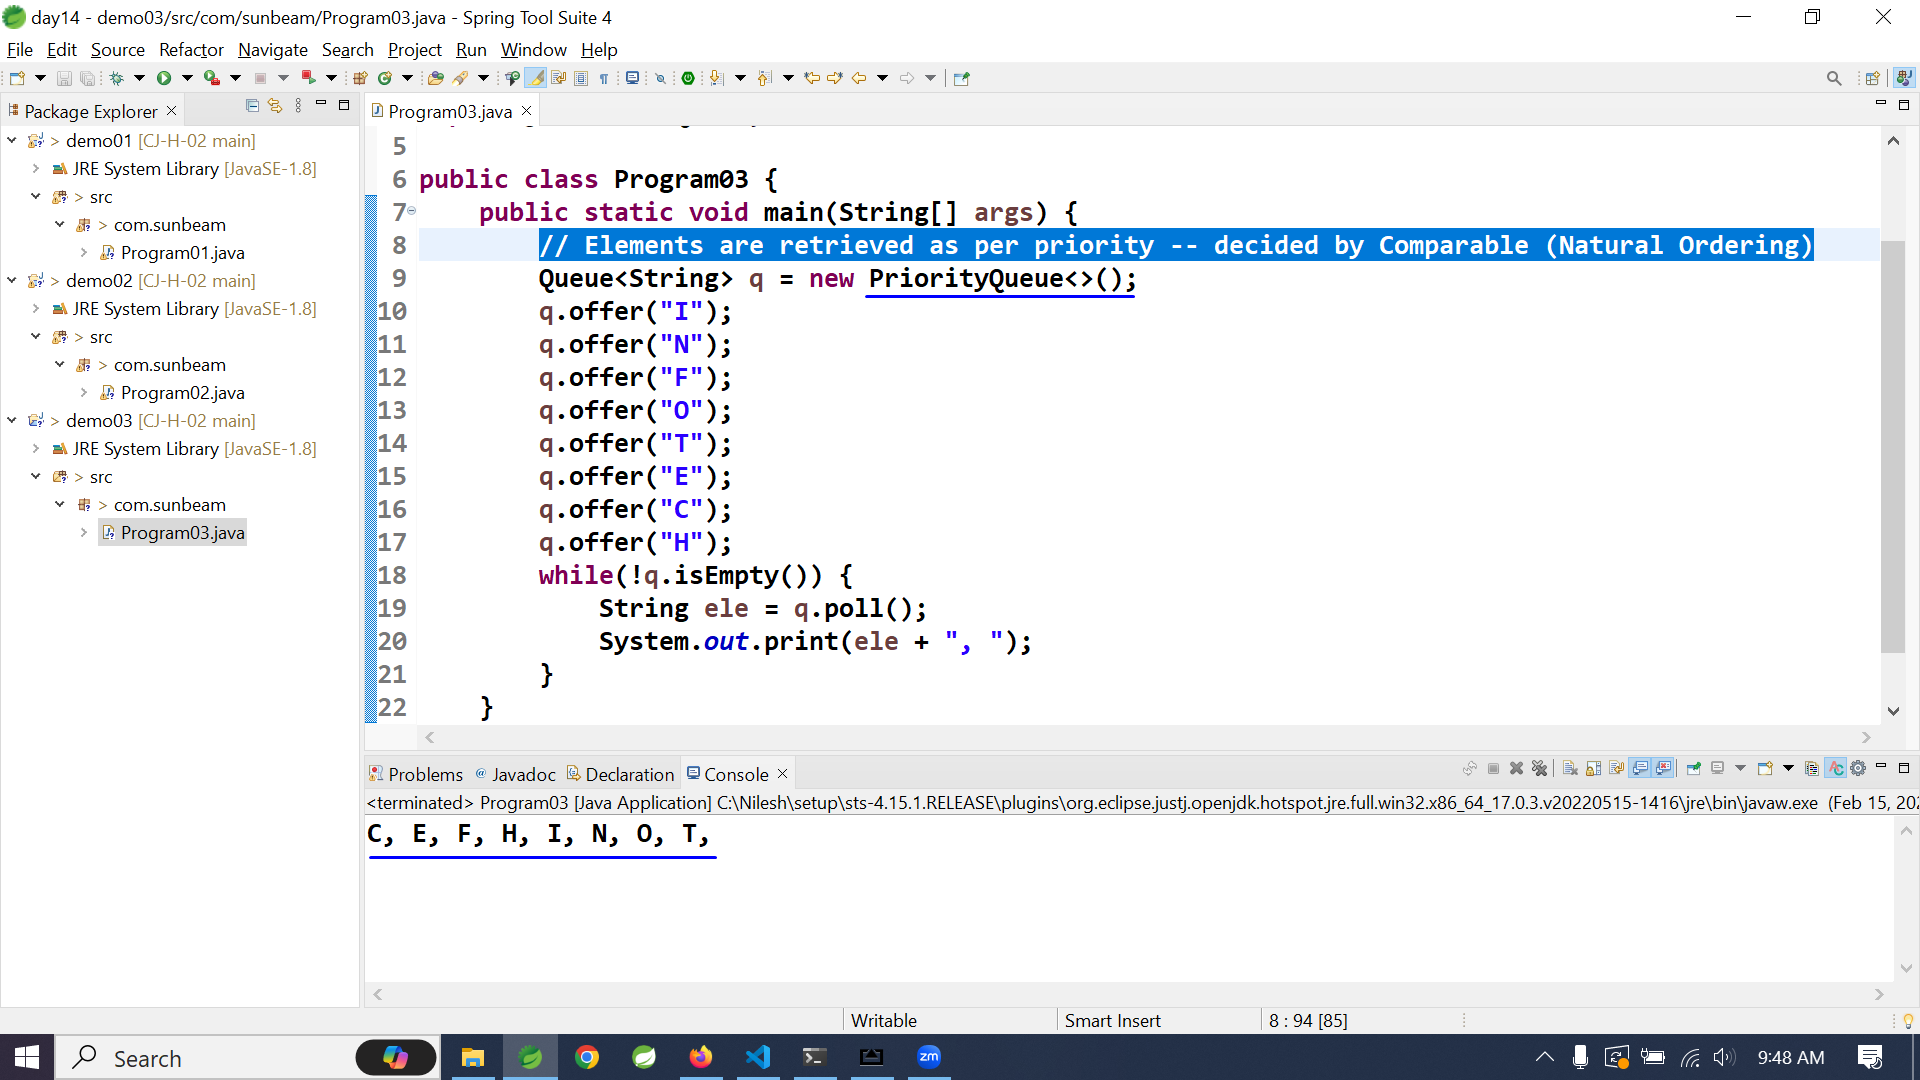 day14 - demo03/src/com/sunbeam/Program03.java - Spring Tool Suite 4
File Edit Source Refactor Navigate Search Project Run Window Help
Package Explorer
demo01 [CJ-H-02 main]
JRE System Library [JavaSE-1.8]
> src
> com.sunbeam
Program01.java
> demo02 [CJ-H-02 main]
JRE System Library [JavaSE-1.8]
> src
> com.sunbeam
Program02.java
> demo03 [CJ-H-02 main]
JRE System Library [JavaSE-1.8]
> src
> com.sunbeam
Program03.java
Program03.java
5
6 public class Program03 {
7 public static void main(String[] args) {
8 // Elements are retrieved as per priority -- decided by Comparable (Natural Ordering)
9 Queue<String> q = new PriorityQueue<>();
10 q.offer("I");
11 q.offer("N");
12 q.offer("F");
13 q.offer("O");
14 q.offer("T");
15 q.offer("E");
16 q.offer("C");
17 q.offer("H");
18 while(!q.isEmpty()) {
19 String ele = q.poll();
20 System.out.print(ele + ", ");
21 }
22 }
Problems @ Javadoc Declaration Console
<terminated> Program03 [Java Application] C:\Nilesh\setup\sts-4.15.1.RELEASE\plugins\org.eclipse.justj.openjdk.hotspot.jre.full.win32.x86_64_17.0.3.v20220515-1416\jre\bin\javaw.exe (Feb 15, 202
C, E, F, H, I, N, O, T,
Writable Smart Insert 8 : 94 [85]
Search zm 9:48 AM